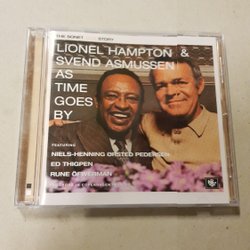 THE SONET STORY
LIONEL HAMPTON &
SVEND ASMUSSEN
AS
TIME
GOES
BY
FEATURING
NIELS-HENNING ØRSTED PEDERSEN
ED THIGPEN
RUNE ÖFWERMAN